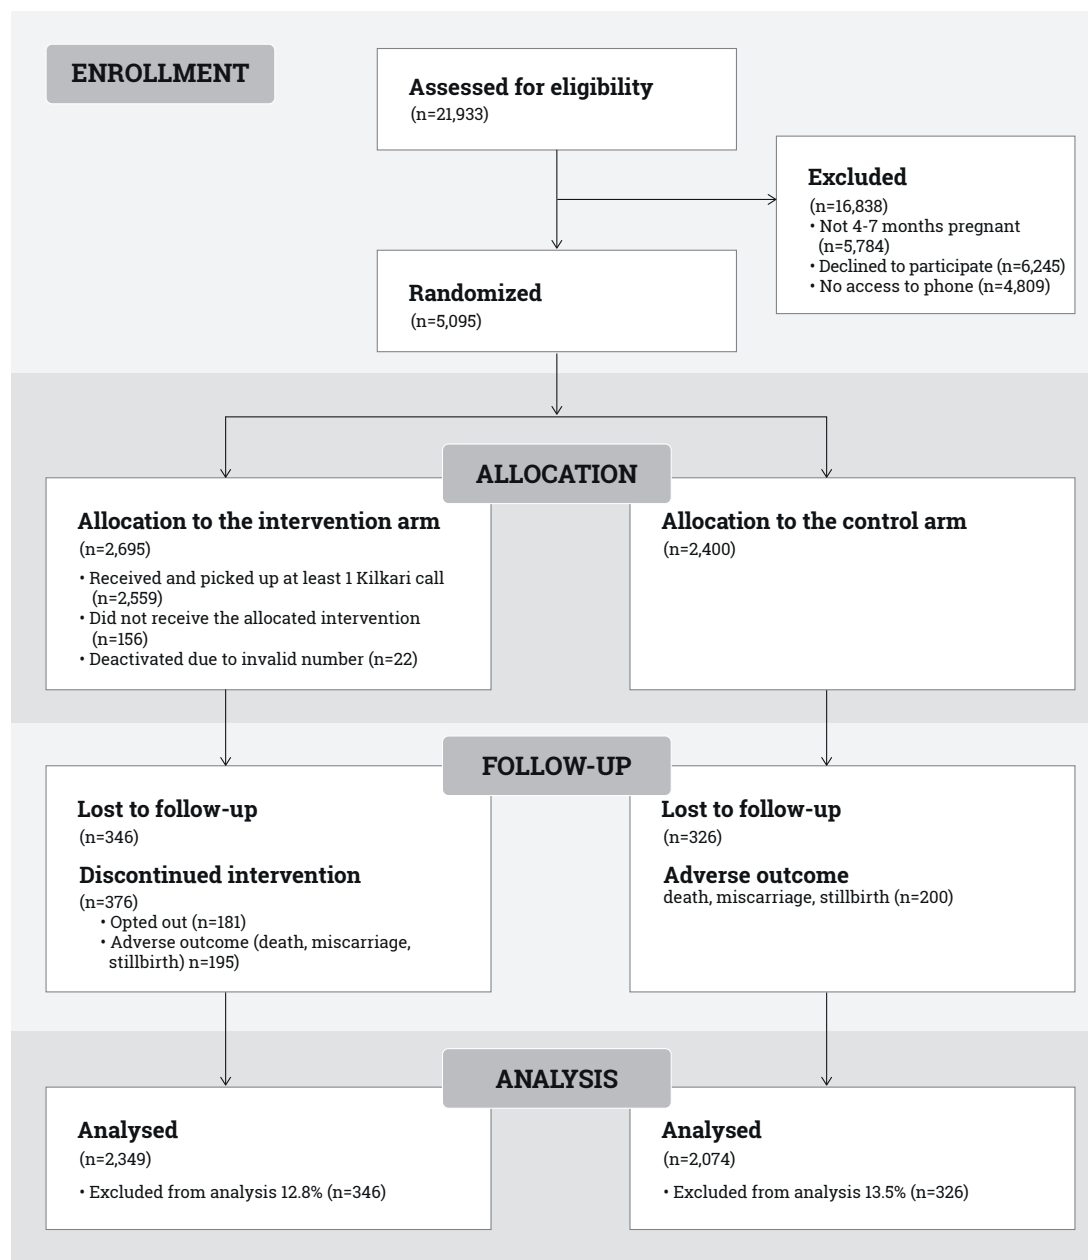 ENROLLMENT
Assessed for eligibility
(n=21,933)
Excluded
(n=16,838)
• Not 4-7 months pregnant
(n=5,784)
• Declined to participate (n=6,245)
• No access to phone (n=4,809)
Randomized
(n=5,095)
ALLOCATION
Allocation to the intervention arm
(n=2,695)
• Received and picked up at least 1 Kilkari call
(n=2,559)
• Did not receive the allocated intervention
(n=156)
• Deactivated due to invalid number (n=22)
Allocation to the control arm
(n=2,400)
FOLLOW-UP
Lost to follow-up
(n=346)
Discontinued intervention
(n=376)
• Opted out (n=181)
• Adverse outcome (death, miscarriage,
stillbirth) n=195)
Lost to follow-up
(n=326)
Adverse outcome
death, miscarriage, stillbirth (n=200)
ANALYSIS
Analysed
(n=2,349)
• Excluded from analysis 12.8% (n=346)
Analysed
(n=2,074)
• Excluded from analysis 13.5% (n=326)